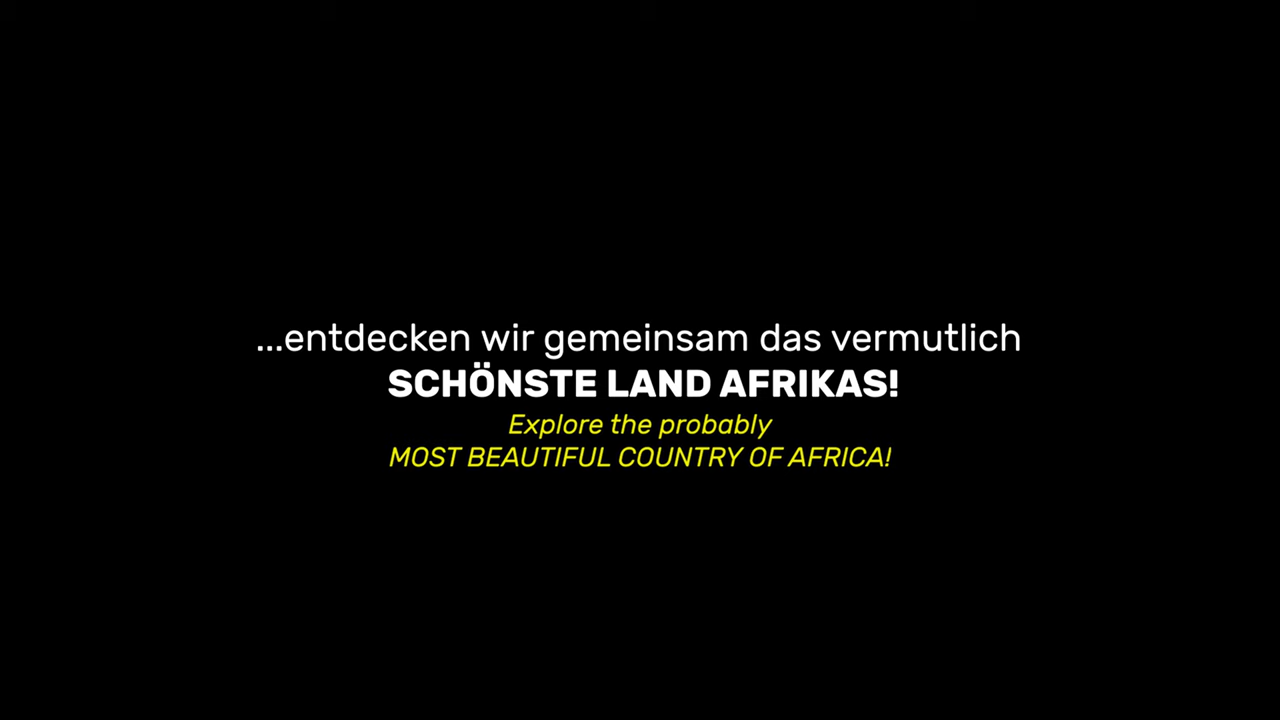 ...entdecken wir gemeinsam das vermutlich
SCHÖNSTE LAND AFRIKAS!
Explore the probably
MOST BEAUTIFUL COUNTRY OF AFRICA!